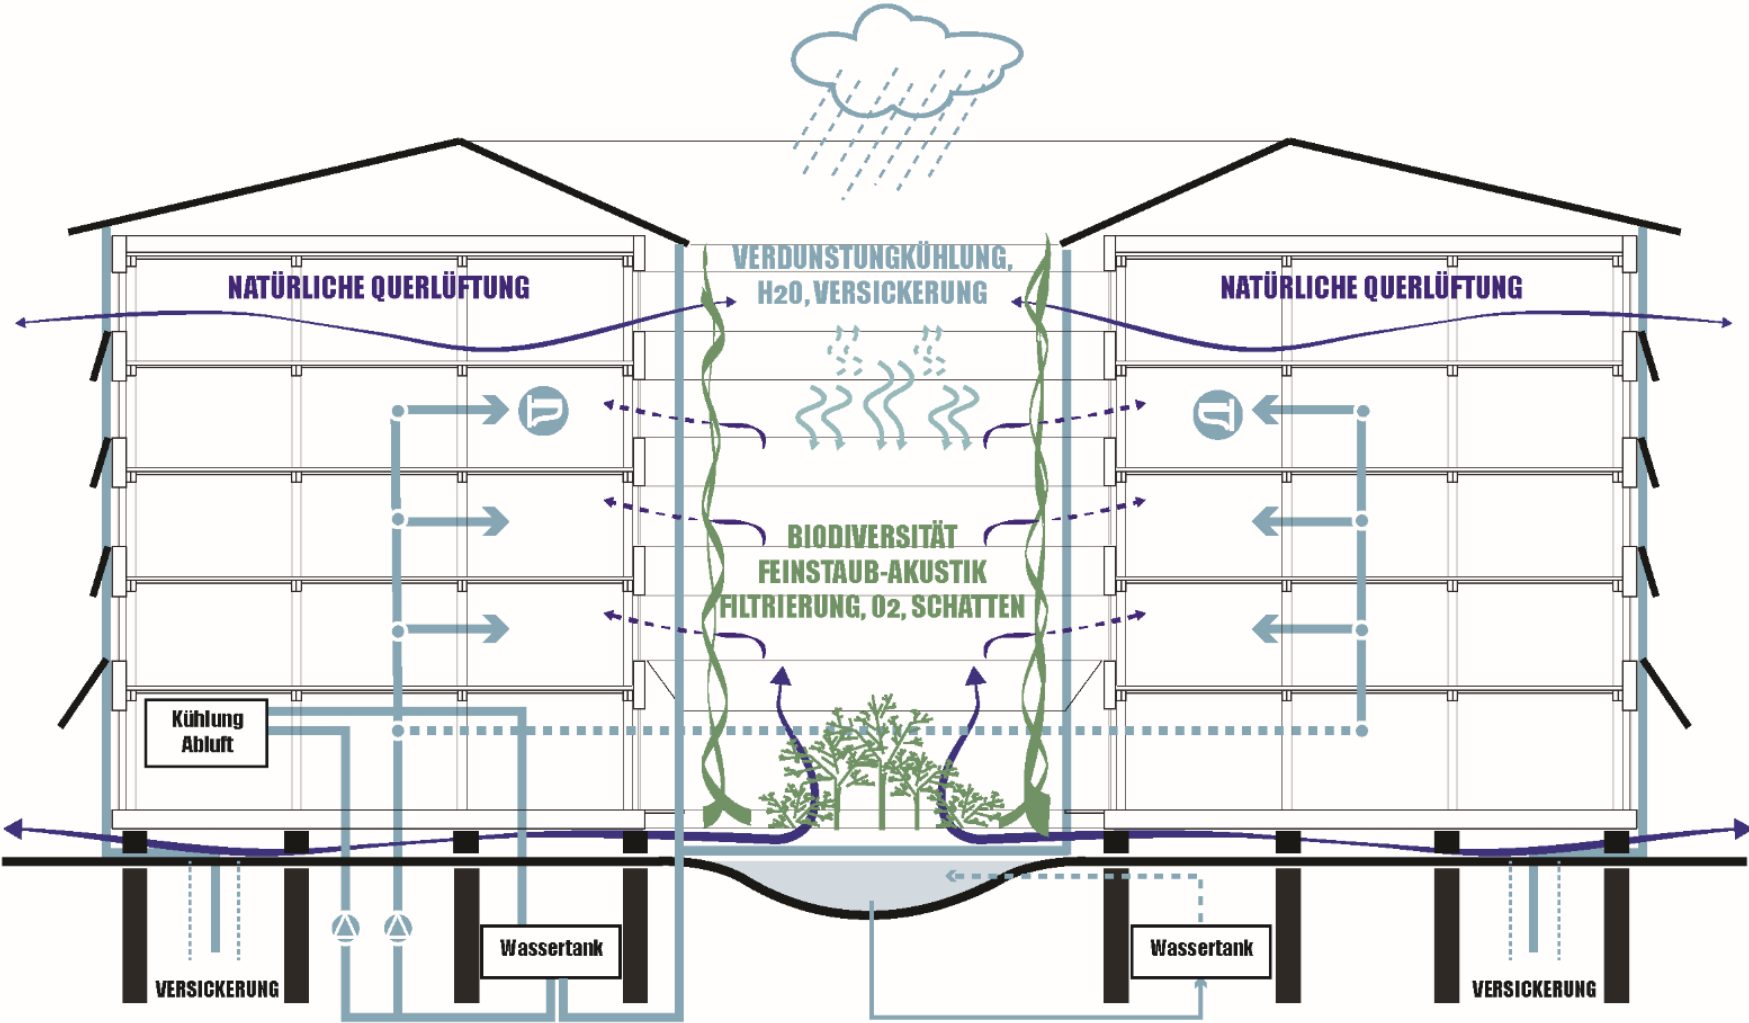 VERDUNSTUNGKÜHLUNG,
H2O, VERSICKERUNG
NATÜRLICHE QUERLÜFTUNG
NATÜRLICHE QUERLÜFTUNG
BIODIVERSITÄT
FEINSTAUB-AKUSTIK
FILTRIERUNG, O2, SCHATTEN
Kühlung
Abluft
Wassertank
Wassertank
VERSICKERUNG
VERSICKERUNG